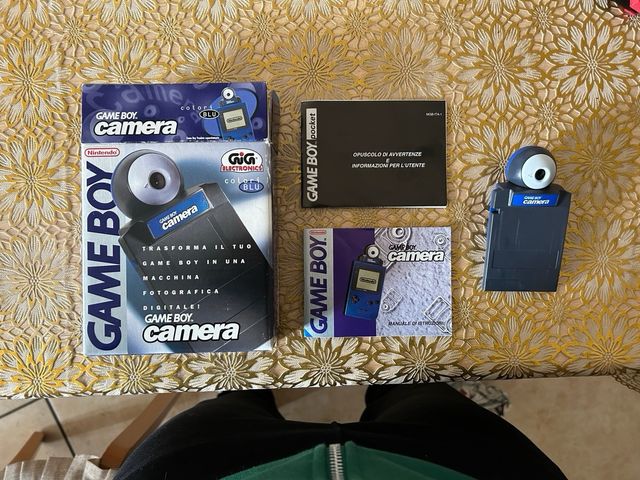 colori
BLU
GAME BOY
camera
Nintendo
GiG
ELECTRONICS
colori
BLU
GAME BOY
camera
GAME BOY
TRASFORMA IL TUO
GAME BOY IN UNA
MACCHINA
FOTOGRAFICA
DIGITALE!
GAME BOY
camera
GAME BOY pocket
OPUSCOLO DI AVVERTENZE
E
INFORMAZIONI PER L'UTENTE
GAME BOY
GAME BOY
camera
Nintendo
MANUALE DI ISTRUZIONI
GAME BOY
camera